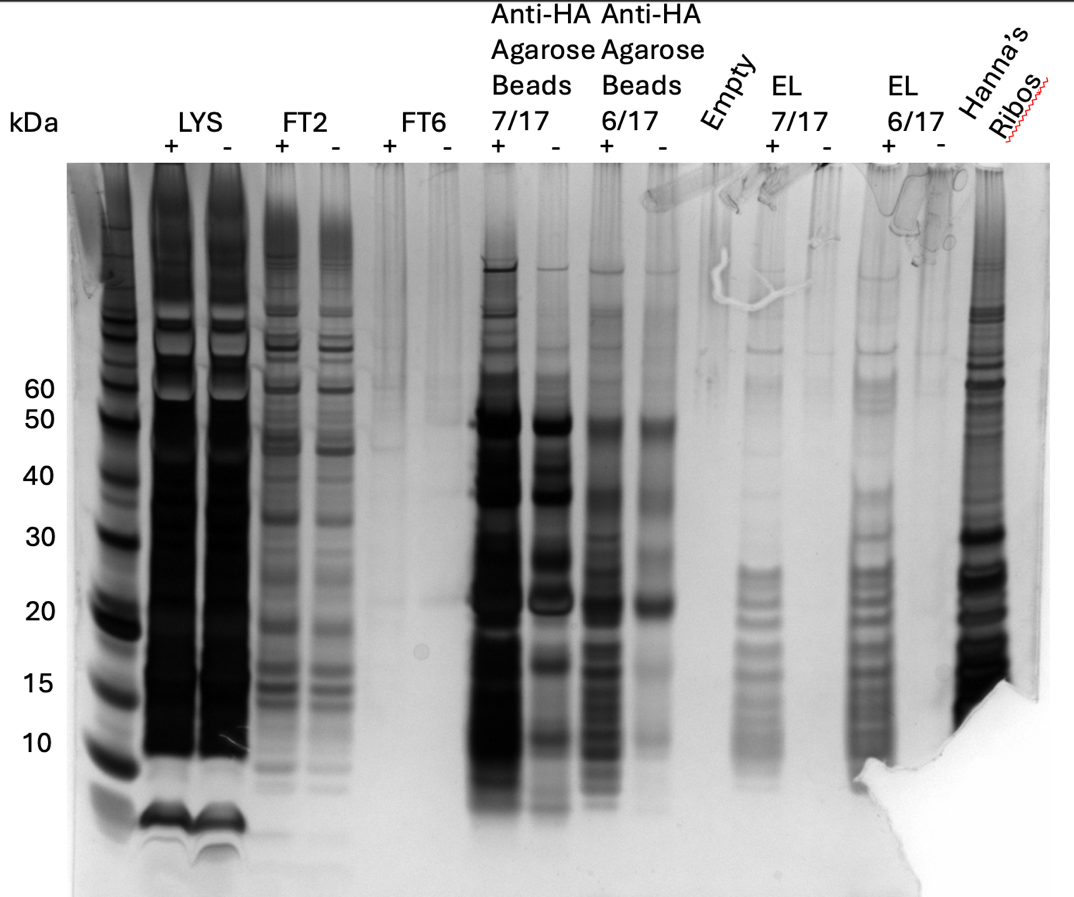 Anti-HA Anti-HA
Agarose Agarose
Beads Beads Empty EL EL Hanna's
kDa LYS FT2 FT6 7/17 6/17 7/17 6/17 Ribos
+ - + - + - + - + - + - + -
60
50
40
30
20
15
10